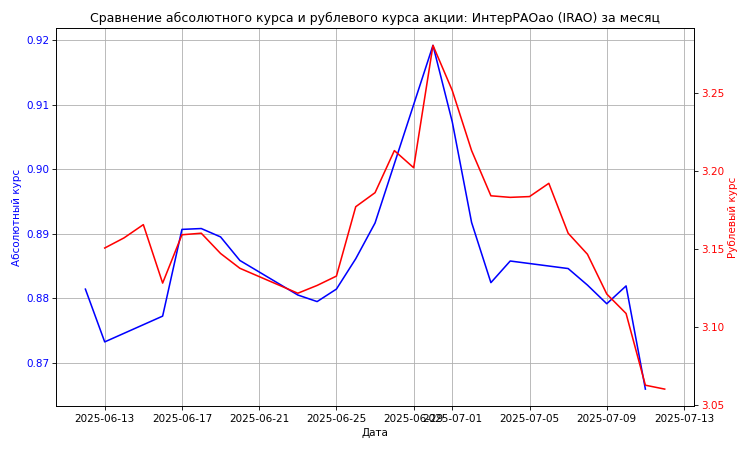 Сравнение абсолютного курса и рублевого курса акции: ИнтерРАОао (IRAO) за месяц
0.92
0.91
0.90
0.89
0.88
0.87
Абсолютный курс
3.25
3.20
3.15
3.10
3.05
Рублевый курс
2025-06-13 2025-06-17 2025-06-21 2025-06-25 2025-06-29 2025-07-01 2025-07-05 2025-07-09 2025-07-13
Дата